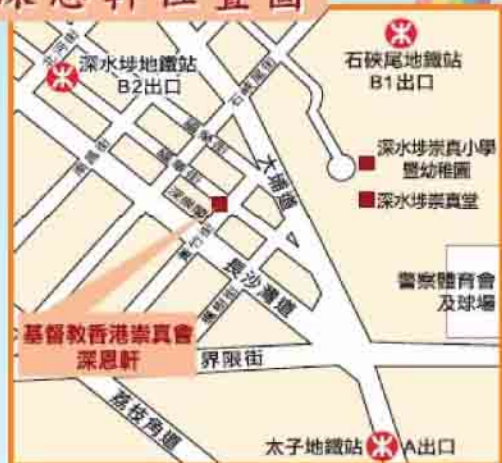 深恩軒位置圖
深水埗地鐵站
B2出口
石硤尾地鐵站
B1出口
石硤尾街
大埔道
深水埗崇真小學
暨幼稚園
深水埗崇真堂
長沙灣道
警察體育會
及球場
基督教香港崇真會
深恩軒
界限街
荔枝角道
太子地鐵站
A出口